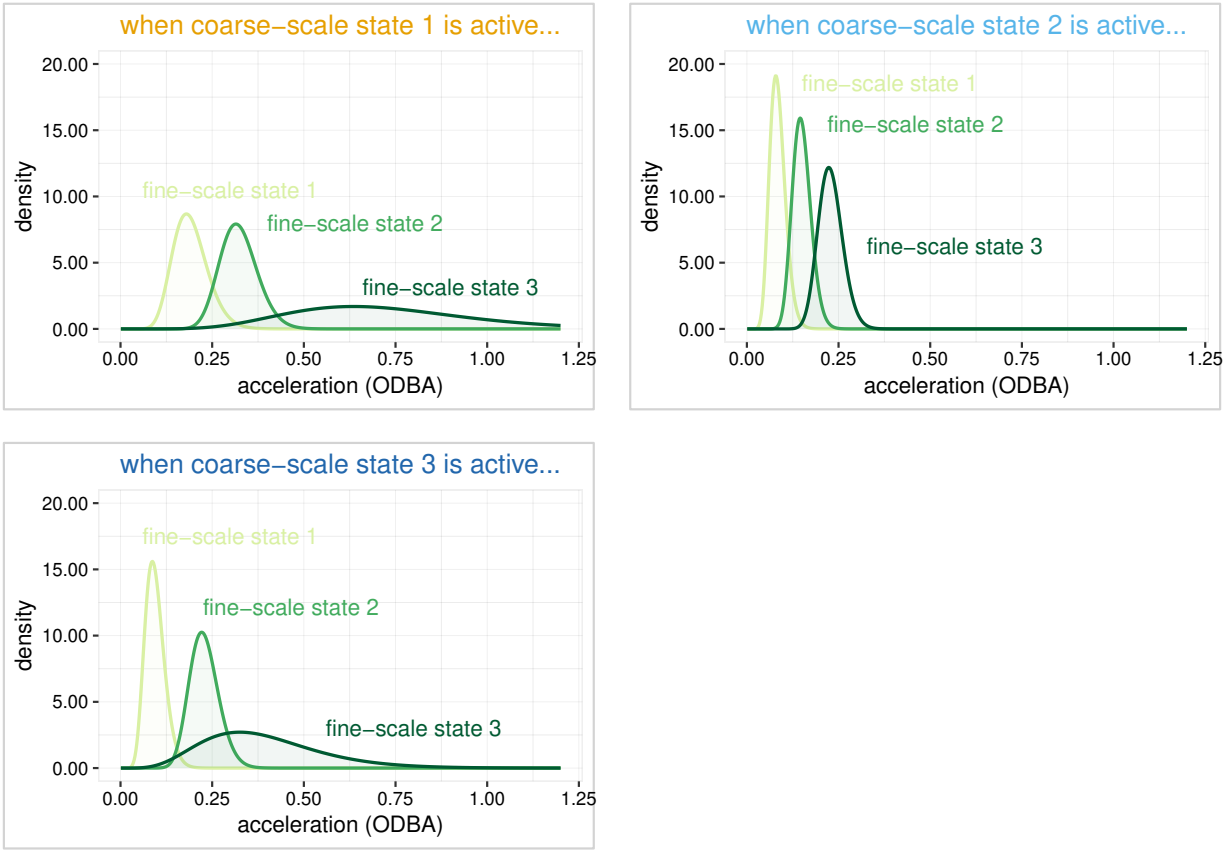 when coarse−scale state 1 is active...
20.00
15.00
10.00
5.00
0.00
density
fine−scale state 1
fine−scale state 2
fine−scale state 3
0.00 0.25 0.50 0.75 1.00 1.25
acceleration (ODBA)
when coarse−scale state 2 is active...
20.00
15.00
10.00
5.00
0.00
density
fine−scale state 1
fine−scale state 2
fine−scale state 3
0.00 0.25 0.50 0.75 1.00 1.25
acceleration (ODBA)
when coarse−scale state 3 is active...
20.00
15.00
10.00
5.00
0.00
density
fine−scale state 1
fine−scale state 2
fine−scale state 3
0.00 0.25 0.50 0.75 1.00 1.25
acceleration (ODBA)